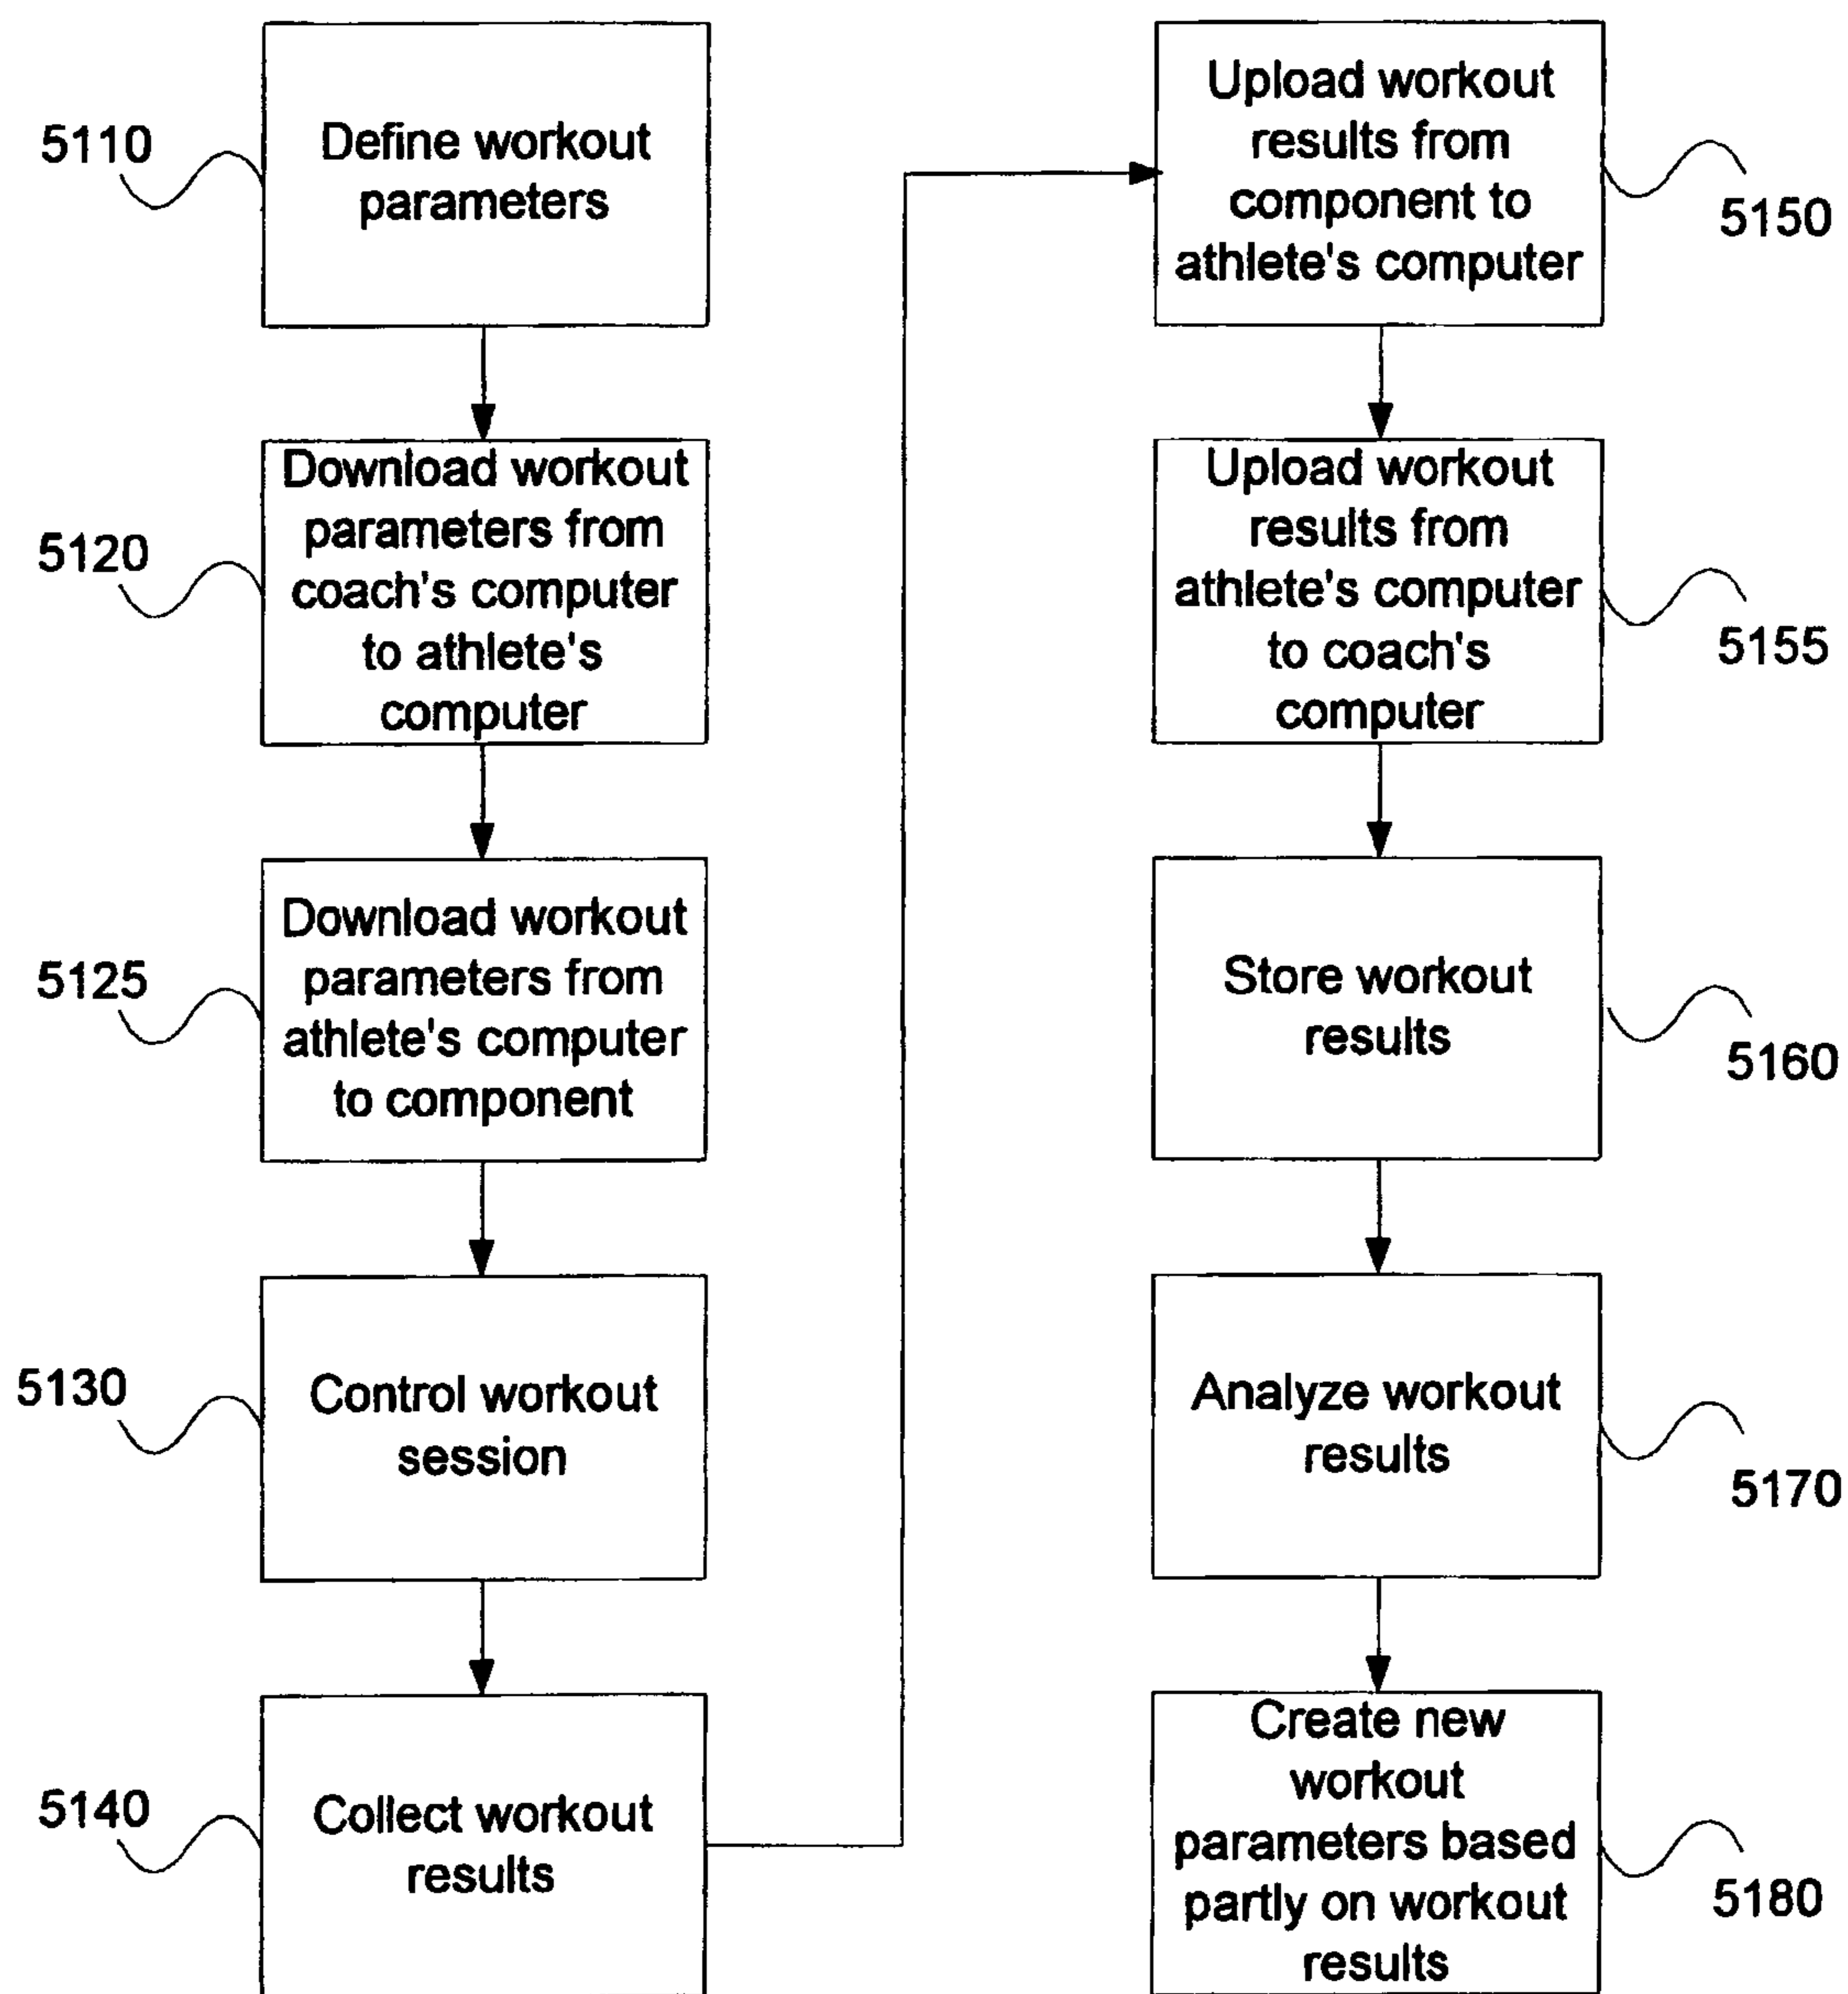 5110
Define workout
parameters
5120
Download workout
parameters from
coach's computer
to athlete's
computer
5125
Download workout
parameters from
athlete's computer
to component
5130
Control workout
session
5140
Collect workout
results
Upload workout
results from
component to
athlete's computer
5150
Upload workout
results from
athlete's computer
to coach's
computer
5155
Store workout
results
5160
Analyze workout
results
5170
Create new
workout
parameters based
partly on workout
results
5180